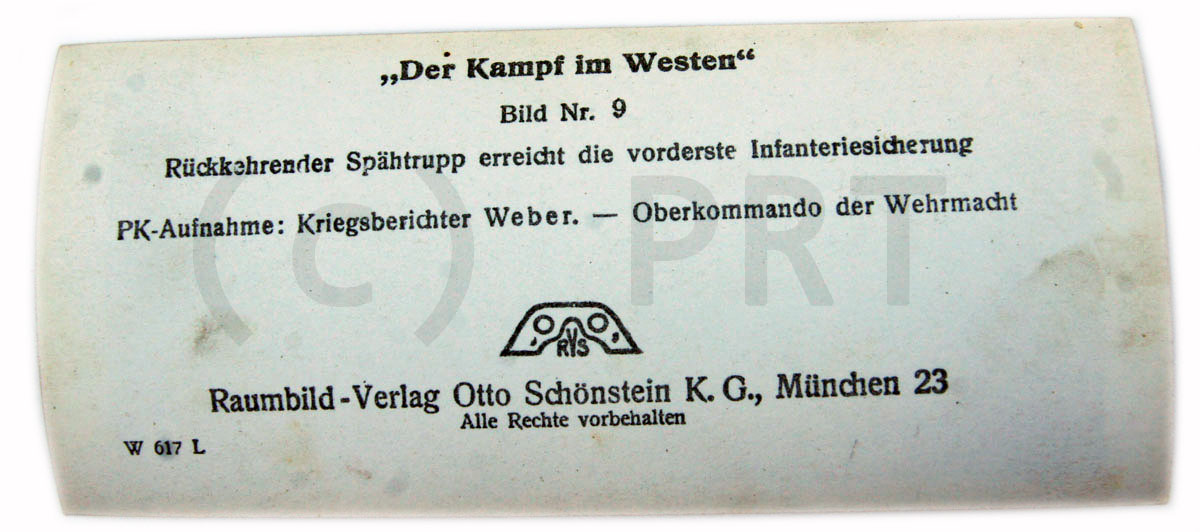 „Der Kampf im Westen“
Bild Nr. 9
Rückkehrender Spähtrupp erreicht die vorderste Infanteriesicherung
PK-Aufnahme: Kriegsberichter Weber. — Oberkommando der Wehrmacht
(c) PRT
RVS
Raumbild-Verlag Otto Schönstein K. G., München 23
Alle Rechte vorbehalten
W 617 L